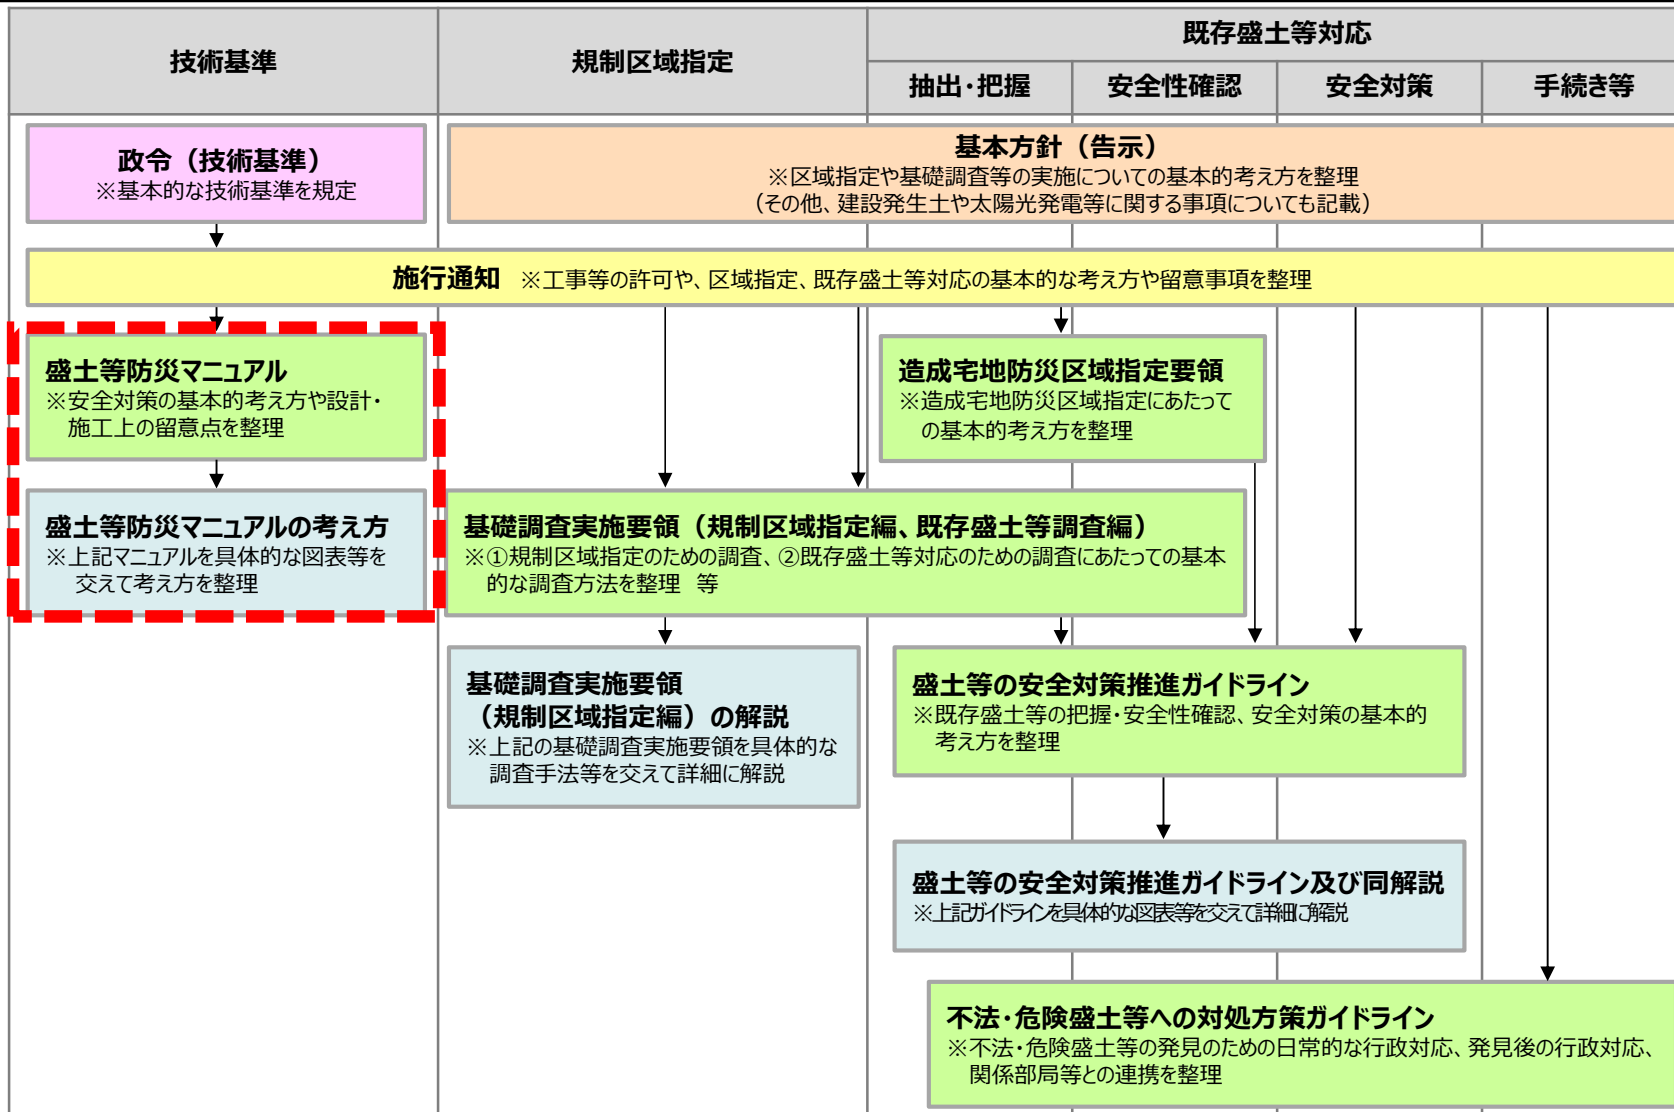 技術基準
規制区域指定
既存盛土等対応
抽出・把握
安全性確認
安全対策
手続き等
政令（技術基準）
※基本的な技術基準を規定
基本方針（告示）
※区域指定や基礎調査等の実施についての基本的考え方を整理
（その他、建設発生土や太陽光発電等に関する事項についても記載）
施行通知 ※工事等の許可や、区域指定、既存盛土等対応の基本的な考え方や留意事項を整理
盛土等防災マニュアル
※安全対策の基本的考え方や設計・
施工上の留意点を整理
造成宅地防災区域指定要領
※造成宅地防災区域指定にあたって
の基本的考え方を整理
盛土等防災マニュアルの考え方
※上記マニュアルを具体的な図表等を
交えて考え方を整理
基礎調査実施要領（規制区域指定編、既存盛土等調査編）
※①規制区域指定のための調査、②既存盛土等対応のための調査にあたっての基本
的な調査方法を整理 等
基礎調査実施要領
（規制区域指定編）の解説
※上記の基礎調査実施要領を具体的な
調査手法等を交えて詳細に解説
盛土等の安全対策推進ガイドライン
※既存盛土等の把握・安全性確認、安全対策の基本的
考え方を整理
盛土等の安全対策推進ガイドライン及び同解説
※上記ガイドラインを具体的な図表等を交えて詳細に解説
不法・危険盛土等への対処方策ガイドライン
※不法・危険盛土等の発見のための日常的な行政対応、発見後の行政対応、
関係部局等との連携を整理